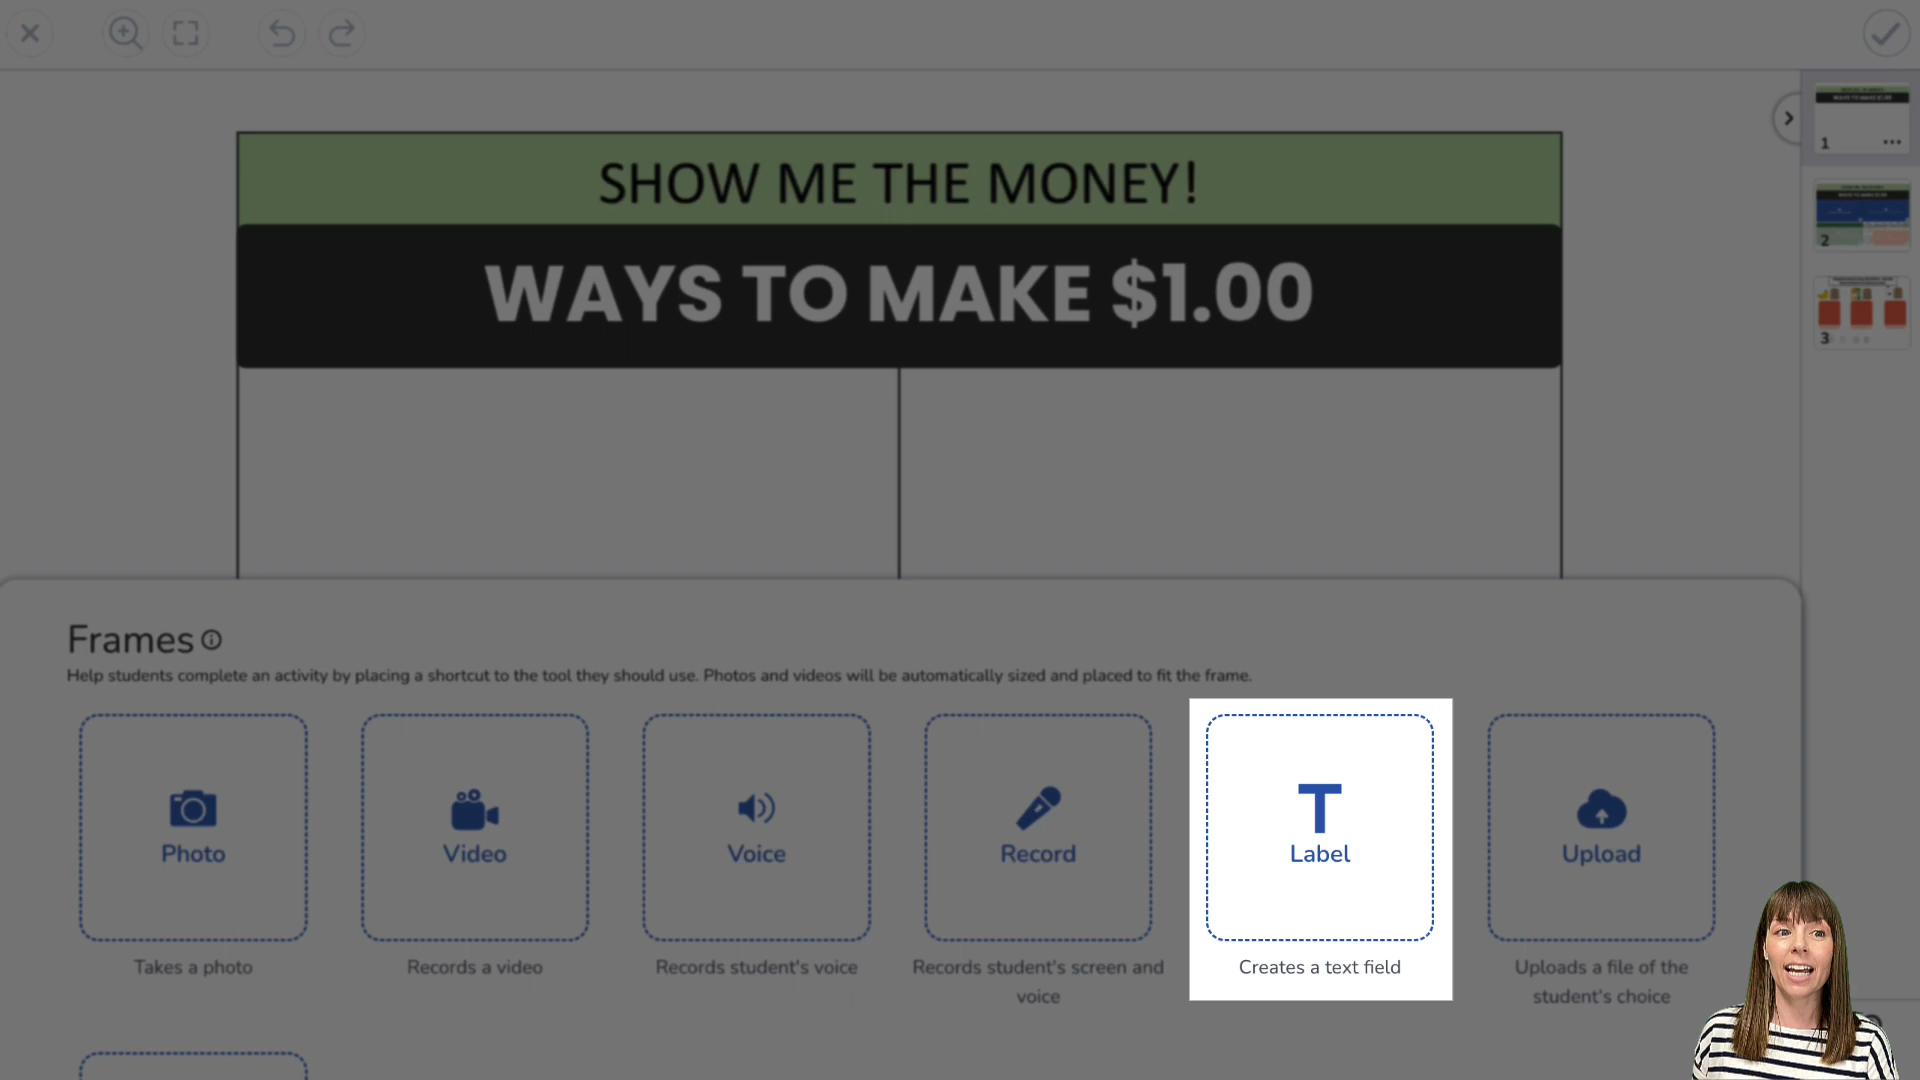 SHOW ME THE MONEY!
WAYS TO MAKE $1.00
1
2
3
Frames
Help students complete an activity by placing a shortcut to the tool they should use. Photos and videos will be automatically sized and placed to fit the frame.
Photo
Takes a photo
Video
Records a video
Voice
Records student's voice
Record
Records student's screen and
voice
Label
Creates a text field
Upload
Uploads a file of the
student's choice